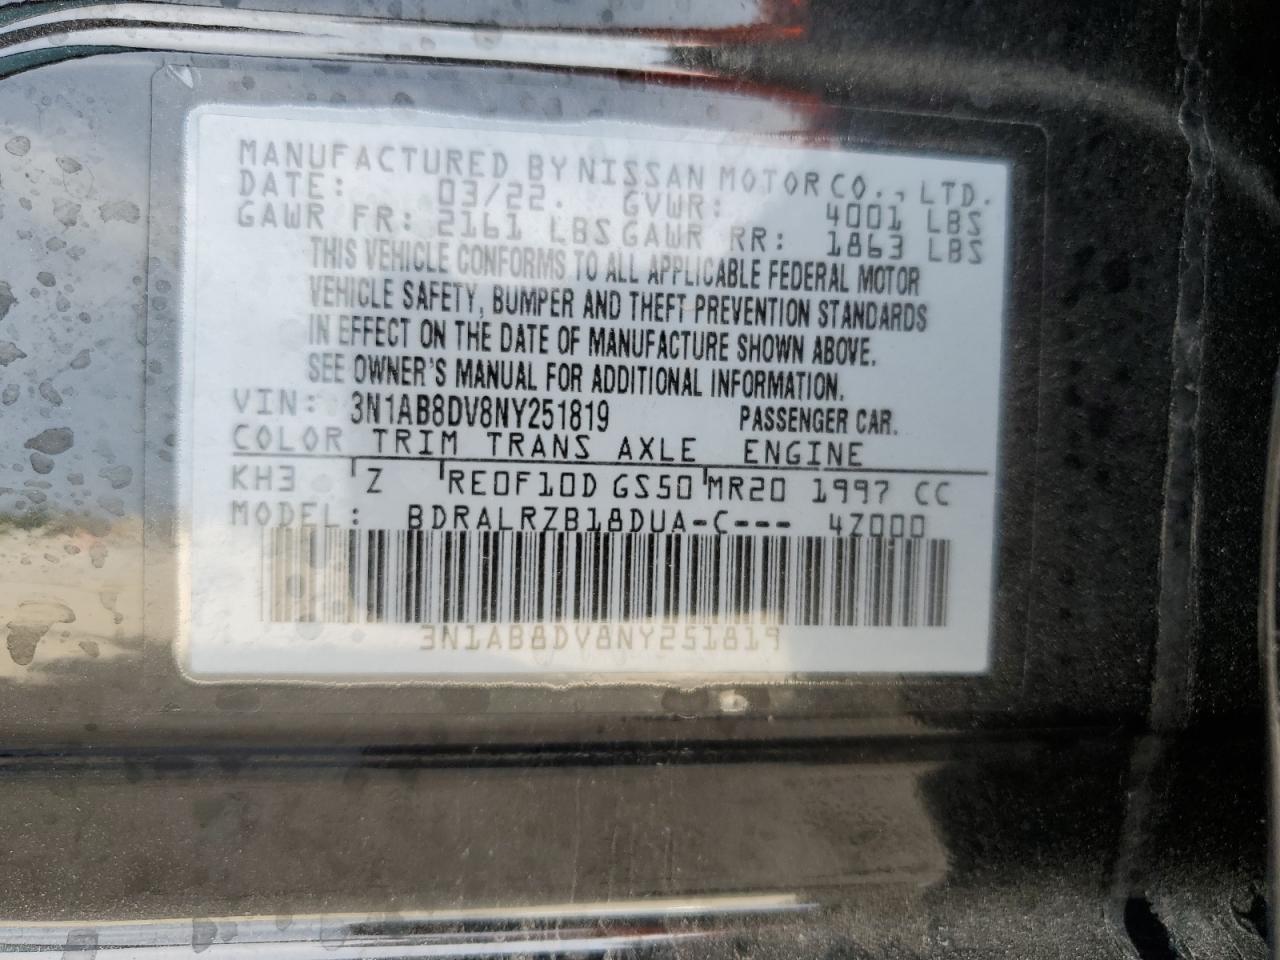 MANUFACTURED BY NISSAN MOTOR CO., LTD.
DATE: 03/22. GVWR: 4001 LBS
GAWR FR: 2161 LBS GAWR RR: 1863 LBS
THIS VEHICLE CONFORMS TO ALL APPLICABLE FEDERAL MOTOR
VEHICLE SAFETY, BUMPER AND THEFT PREVENTION STANDARDS
IN EFFECT ON THE DATE OF MANUFACTURE SHOWN ABOVE.
SEE OWNER'S MANUAL FOR ADDITIONAL INFORMATION.
VIN: 3N1AB8DV8NY251819 PASSENGER CAR.
COLOR TRIM TRANS AXLE ENGINE
KH3 Z RE0F10D GS50 MR20 1997 CC
MODEL: BDRALRZB18DUA-C--- 4Z000
3N1AB8DV8NY251819